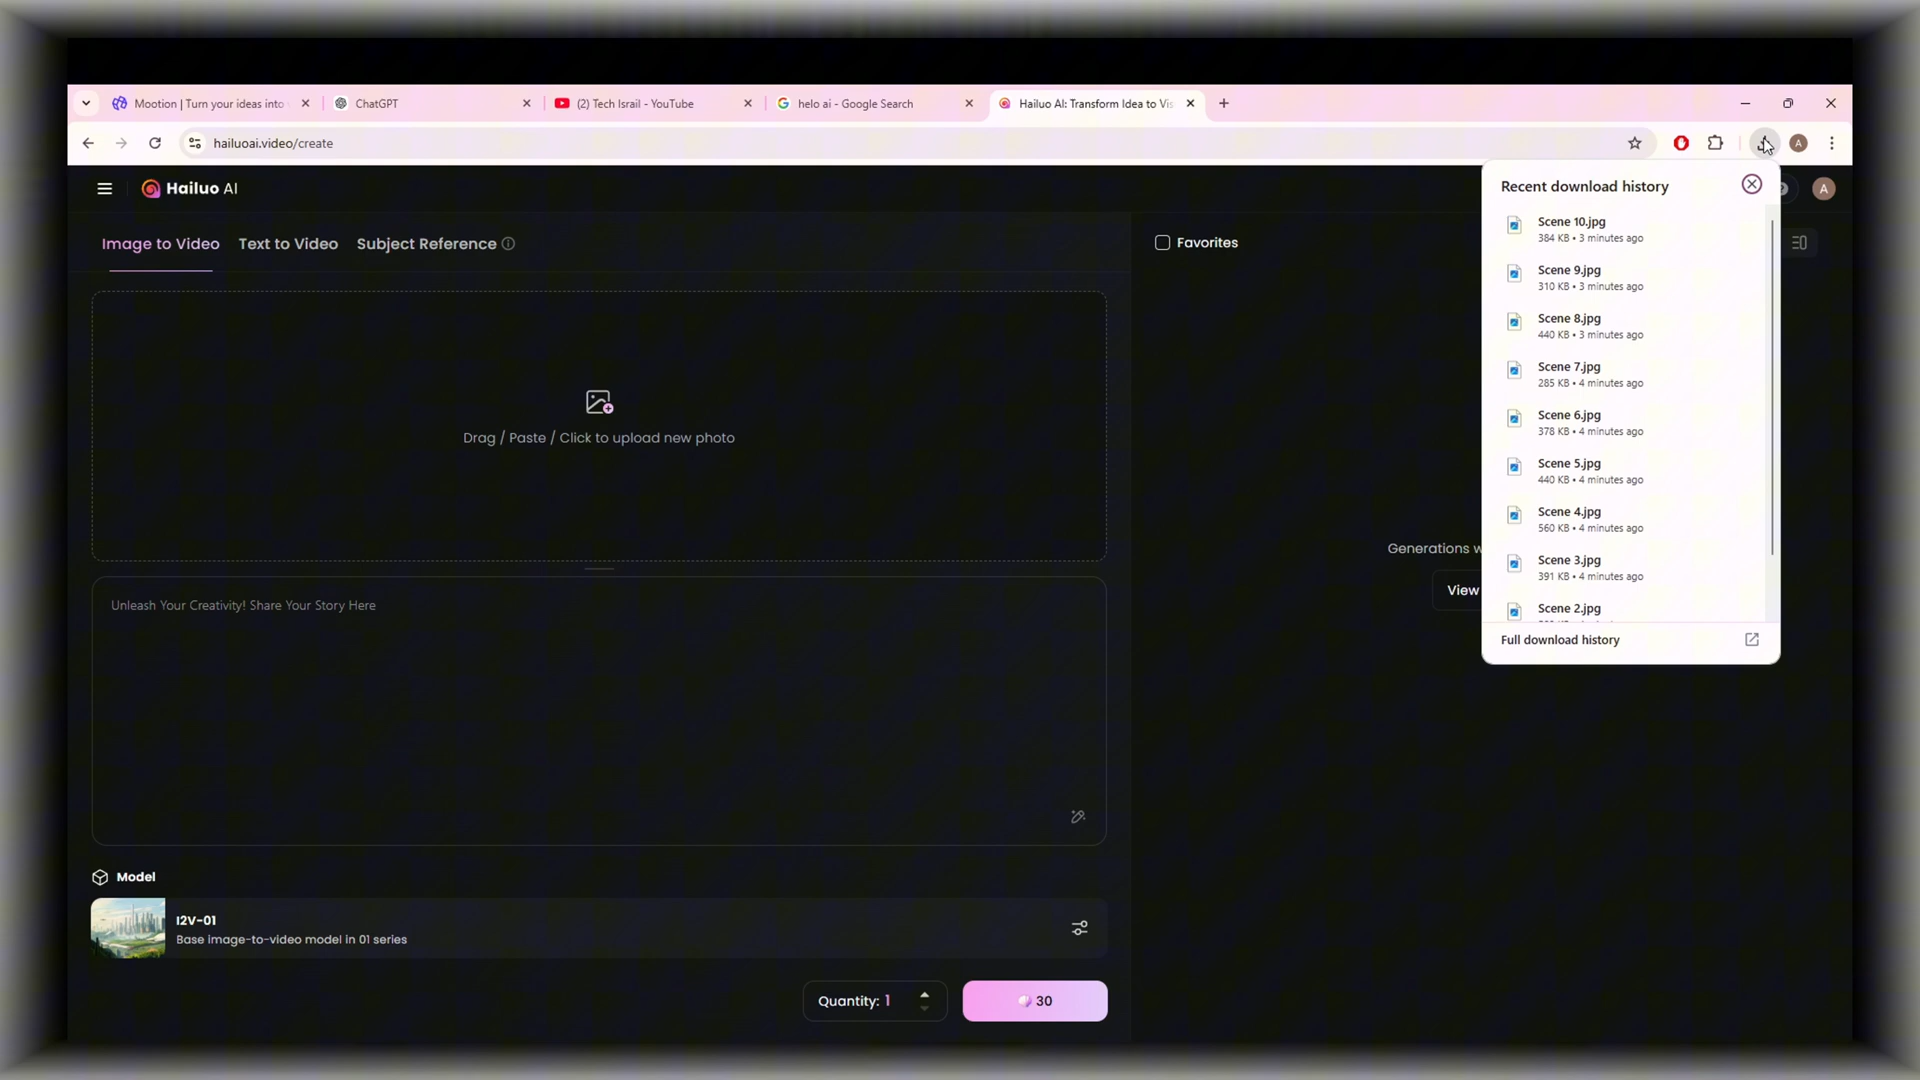 Mootion | Turn your ideas into
ChatGPT
(2) Tech Israil - YouTube
helo ai - Google Search
Hailuo AI: Transform Idea to Vis
hailuoai.video/create
A
Hailuo AI
A
Image to Video
Text to Video
Subject Reference
Favorites
Drag / Paste / Click to upload new photo
Unleash Your Creativity! Share Your Story Here
Generations w
View
Model
I2V-01
Base image-to-video model in 01 series
Quantity: 1
30
Recent download history
Scene 10.jpg
384 KB • 3 minutes ago
Scene 9.jpg
310 KB • 3 minutes ago
Scene 8.jpg
440 KB • 3 minutes ago
Scene 7.jpg
285 KB • 4 minutes ago
Scene 6.jpg
378 KB • 4 minutes ago
Scene 5.jpg
440 KB • 4 minutes ago
Scene 4.jpg
560 KB • 4 minutes ago
Scene 3.jpg
391 KB • 4 minutes ago
Scene 2.jpg
Full download history